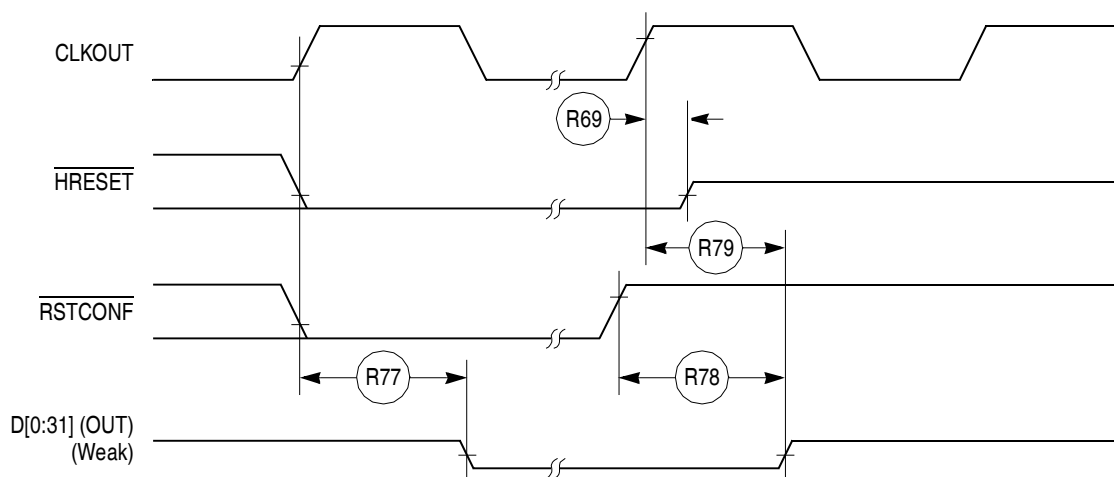 CLKOUT
R69
HRESET
R79
RSTCONF
R77
R78
D[0:31] (OUT)
(Weak)